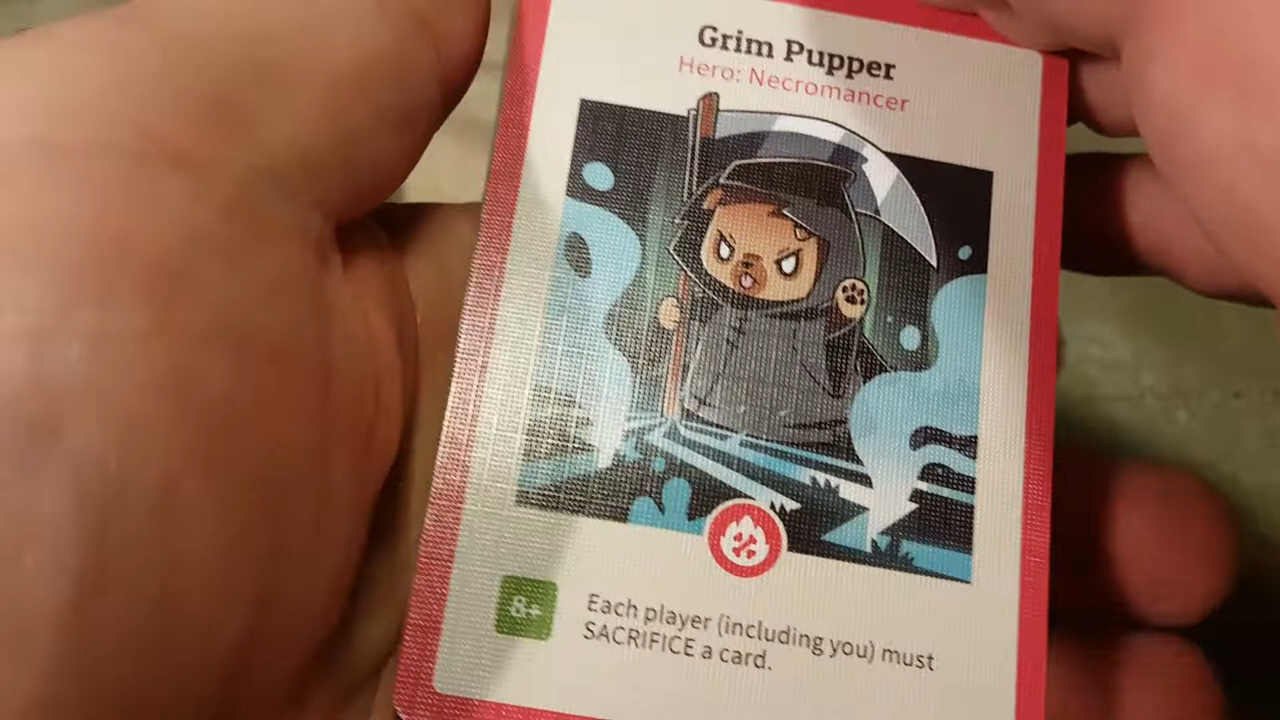 Grim Pupper
Hero: Necromancer
8+
Each player (including you) must
SACRIFICE a card.